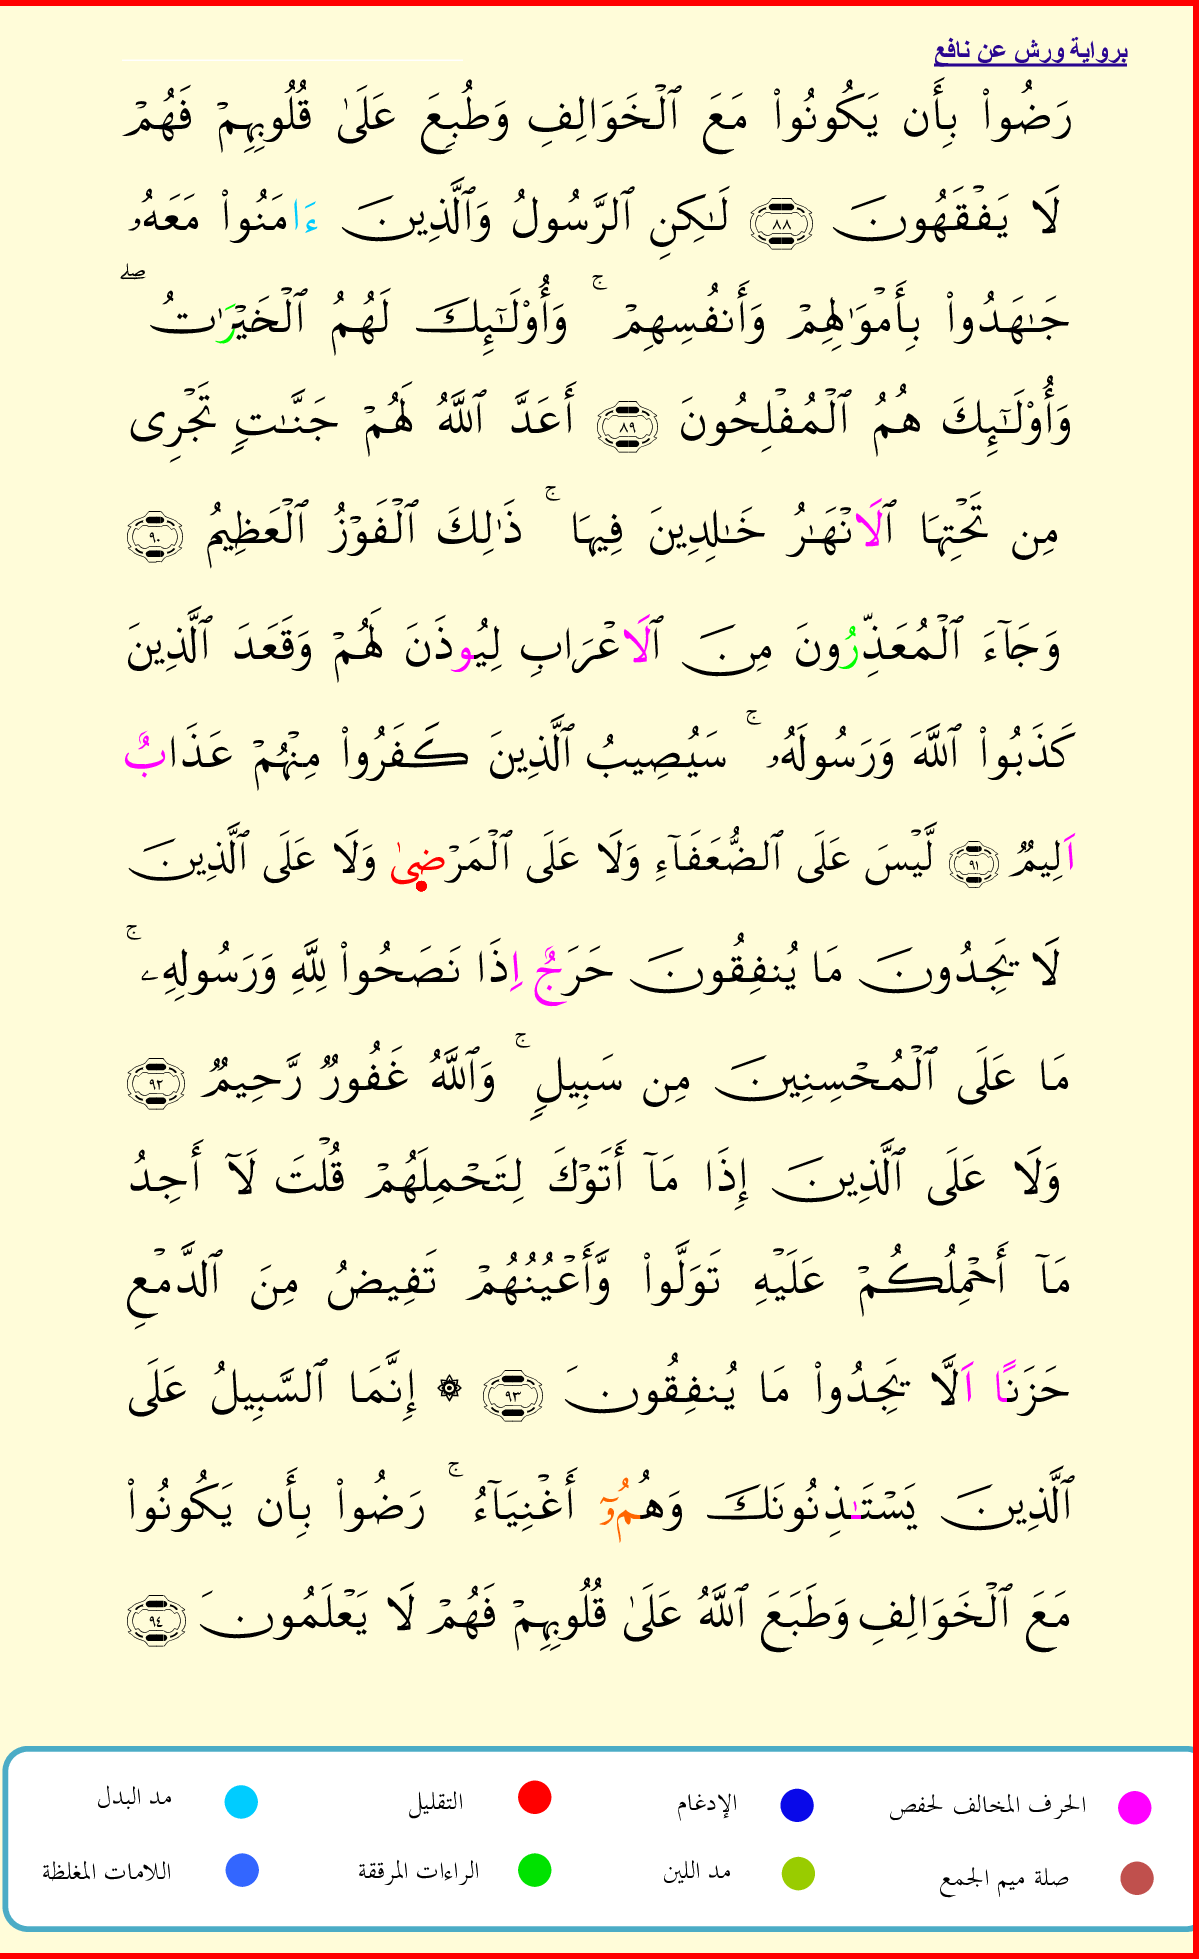 برواية ورش عن نافع
رَضُوا۟ بِأَن يَكُونُوا۟ مَعَ ٱلْخَوَالِفِ وَطُبِعَ عَلَىٰ قُلُوبِهِمْ فَهُمْ
لَا يَفْقَهُونَ ٨٨ لَٰكِنِ ٱلرَّسُولُ وَٱلَّذِينَ ءَامَنُوا۟ مَعَهُۥ
جَٰهَدُوا۟ بِأَمْوَٰلِهِمْ وَأَنفُسِهِمْ ۚ وَأُو۟لَٰٓئِكَ لَهُمُ ٱلْخَيْرَٰتُ ۖ
وَأُو۟لَٰٓئِكَ هُمُ ٱلْمُفْلِحُونَ ٨٩ أَعَدَّ ٱللَّهُ لَهُمْ جَنَّٰتٍ تَجْرِى
مِن تَحْتِهَا ٱلَانْهَٰرُ خَٰلِدِينَ فِيهَا ۚ ذَٰلِكَ ٱلْفَوْزُ ٱلْعَظِيمُ ٩٠
وَجَآءَ ٱلْمُعَذِّرُونَ مِنَ ٱلَاعْرَابِ لِيُوذَنَ لَهُمْ وَقَعَدَ ٱلَّذِينَ
كَذَبُوا۟ ٱللَّهَ وَرَسُولَهُۥ ۚ سَيُصِيبُ ٱلَّذِينَ كَفَرُوا۟ مِنْهُمْ عَذَابٌ
اَلِيمٌ ٩١ لَّيْسَ عَلَى ٱلضُّعَفَآءِ وَلَا عَلَى ٱلْمَرْضٜىٰ وَلَا عَلَى ٱلَّذِينَ
لَا يَجِدُونَ مَا يُنفِقُونَ حَرَجٌ اِذَا نَصَحُوا۟ لِلَّهِ وَرَسُولِهِۦ ۚ
مَا عَلَى ٱلْمُحْسِنِينَ مِن سَبِيلٍ ۚ وَٱللَّهُ غَفُورٌ رَّحِيمٌ ٩٢
وَلَا عَلَى ٱلَّذِينَ إِذَا مَآ أَتَوْكَ لِتَحْمِلَهُمْ قُلْتَ لَآ أَجِدُ
مَآ أَحْمِلُكُمْ عَلَيْهِ تَوَلَّوا۟ وَّأَعْيُنُهُمْ تَفِيضُ مِنَ ٱلدَّمْعِ
حَزَنًا اَلَّا يَجِدُوا۟ مَا يُنفِقُونَ ٩٣ ۞ إِنَّمَا ٱلسَّبِيلُ عَلَى
ٱلَّذِينَ يَسْتَٰذِنُونَكَ وَهُمُۥٓ أَغْنِيَآءُ ۚ رَضُوا۟ بِأَن يَكُونُوا۟
مَعَ ٱلْخَوَالِفِ وَطَبَعَ ٱللَّهُ عَلَىٰ قُلُوبِهِمْ فَهُمْ لَا يَعْلَمُونَ ٩٤
الحرف المخالف لحفص الإدغام التقليل مد البدل
صلة ميم الجمع مد اللين الراءات المرققة اللامات المغلظة